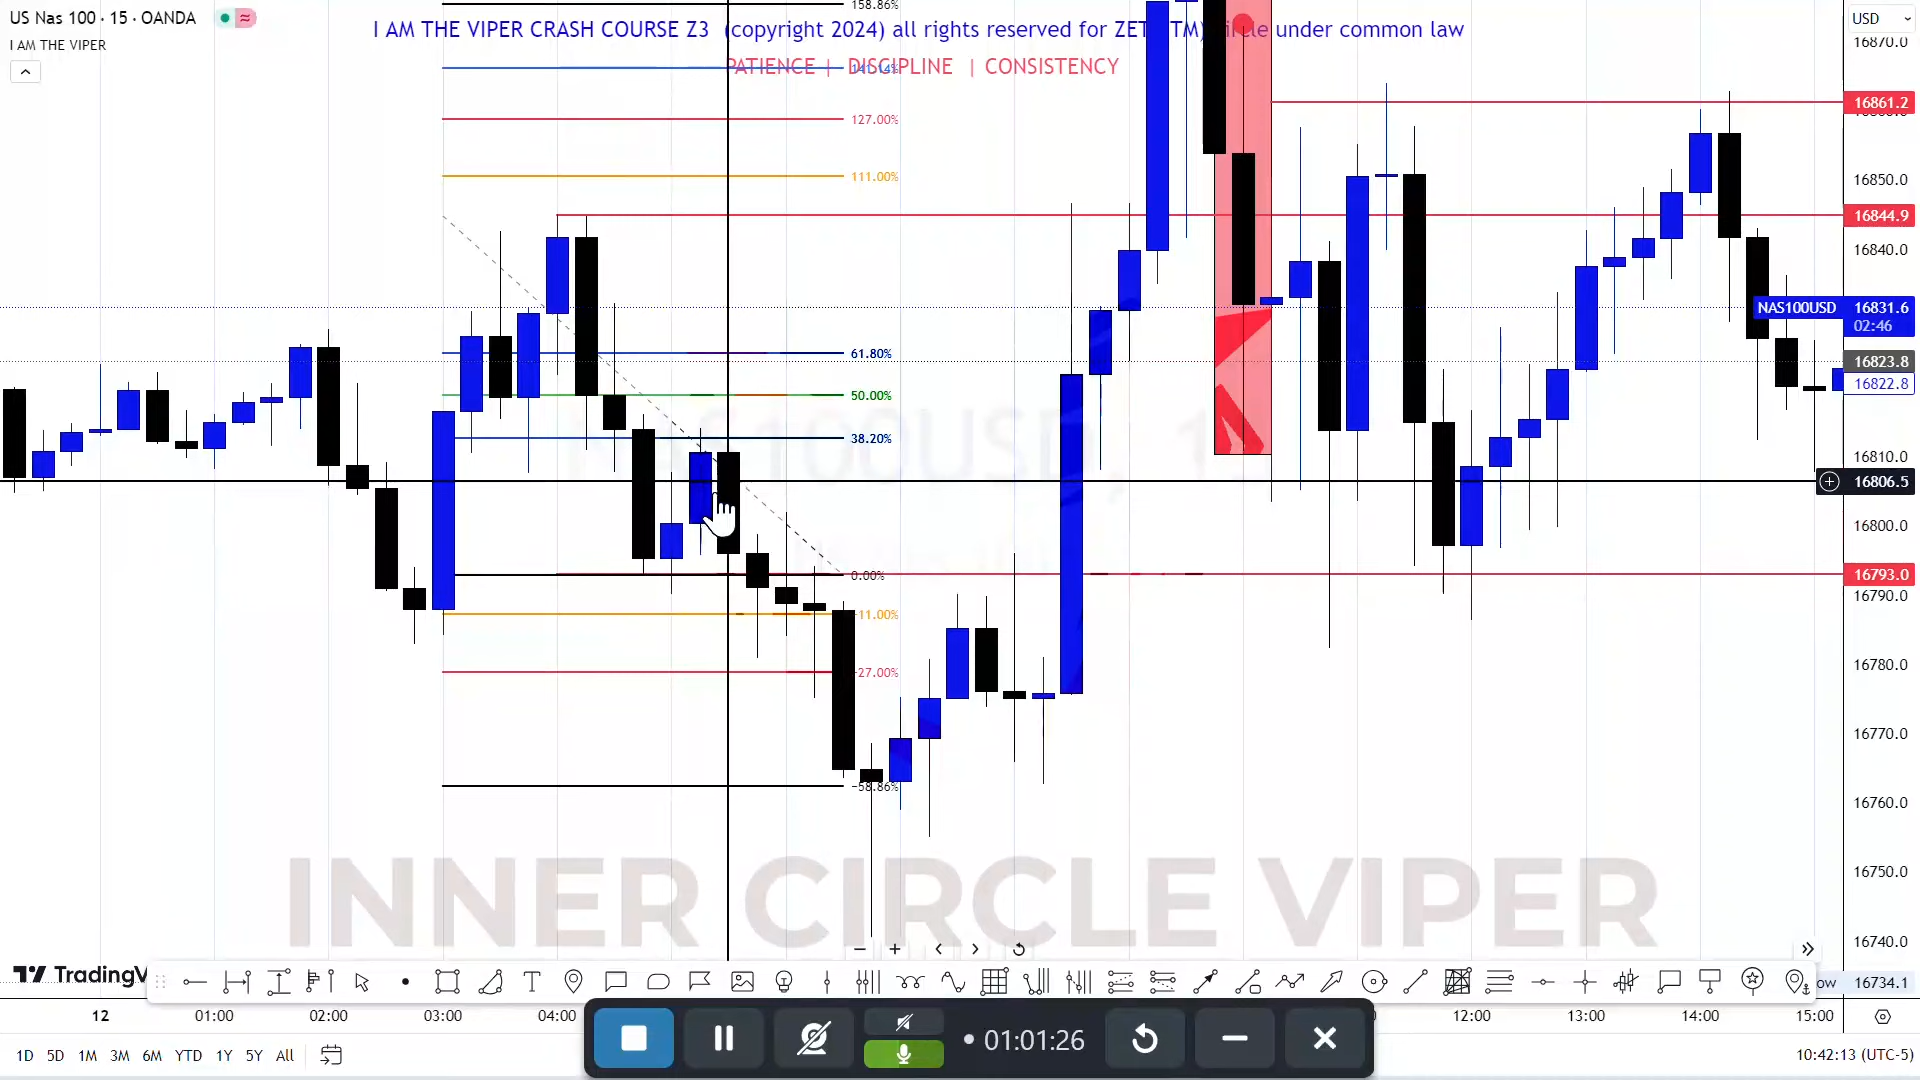 US Nas 100 · 15 · OANDA
I AM THE VIPER
I AM THE VIPER CRASH COURSE Z3 (copyright 2024) all rights reserved for under common law
PATIENCE | DISCIPLINE | CONSISTENCY
158.86%
141.14%
127.00%
111.00%
61.80%
50.00%
38.20%
0.00%
-11.00%
-27.00%
-58.86%
NAS100USD
INNER CIRCLE VIPER
USD
16870.0
16861.2
16850.0
16844.9
16840.0
NAS100USD 16831.6
02:46
16823.8
16822.8
16810.0
16806.5
16800.0
16793.0
16790.0
16780.0
16770.0
16760.0
16750.0
16740.0
16734.1
TradingV
12 01:00 02:00 03:00 04:00 12:00 13:00 14:00 15:00
01:01:26
1D 5D 1M 3M 6M YTD 1Y 5Y All
10:42:13 (UTC-5)